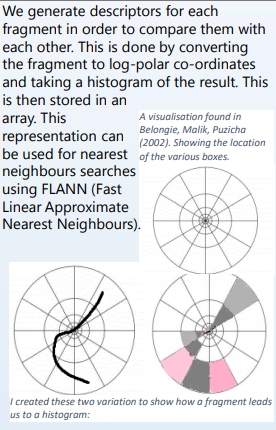 We generate descriptors for each
fragment in order to compare them with
each other. This is done by converting
the fragment to log-polar co-ordinates
and taking a histogram of the result. This
is then stored in an
array. This
representation can
be used for nearest
neighbours searches
using FLANN (Fast
Linear Approximate
Nearest Neighbours).
A visualisation found in
Belongie, Malik, Puzicha
(2002). Showing the location
of the various boxes.
I created these two variation to show how a fragment leads
us to a histogram: